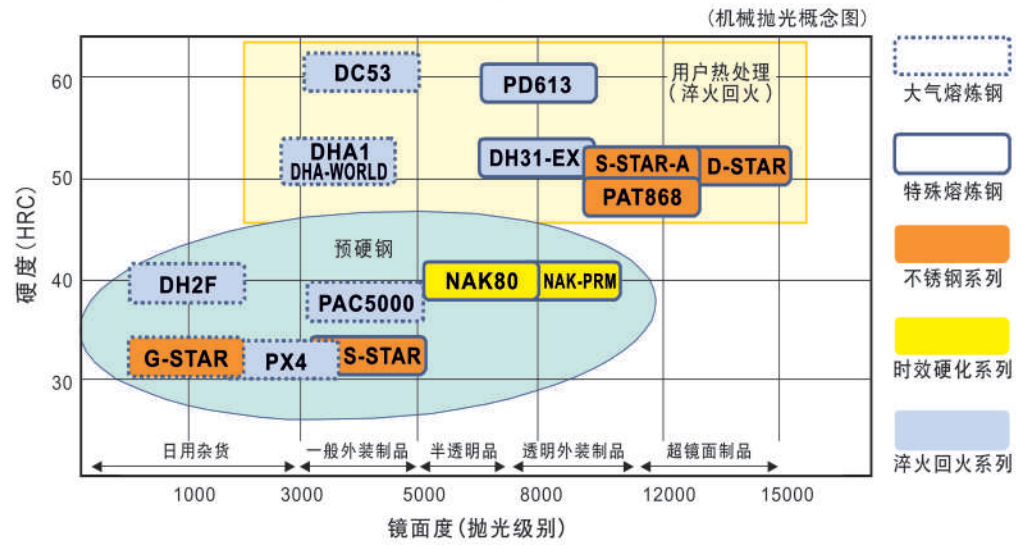 (机械抛光概念图)
60
50
40
30
硬度(HRC)
DC53
PD613
用户热处理
(淬火回火)
DHA1
DHA-WORLD
DH31-EX
S-STAR-A
D-STAR
PAT868
预硬钢
DH2F
PAC5000
NAK80
NAK-PRM
G-STAR
PX4
S-STAR
日用杂货
一般外装制品
半透明品
透明外装制品
超镜面制品
1000
3000
5000
8000
12000
15000
镜面度(抛光级别)
大气熔炼钢
特殊熔炼钢
不锈钢系列
时效硬化系列
淬火回火系列